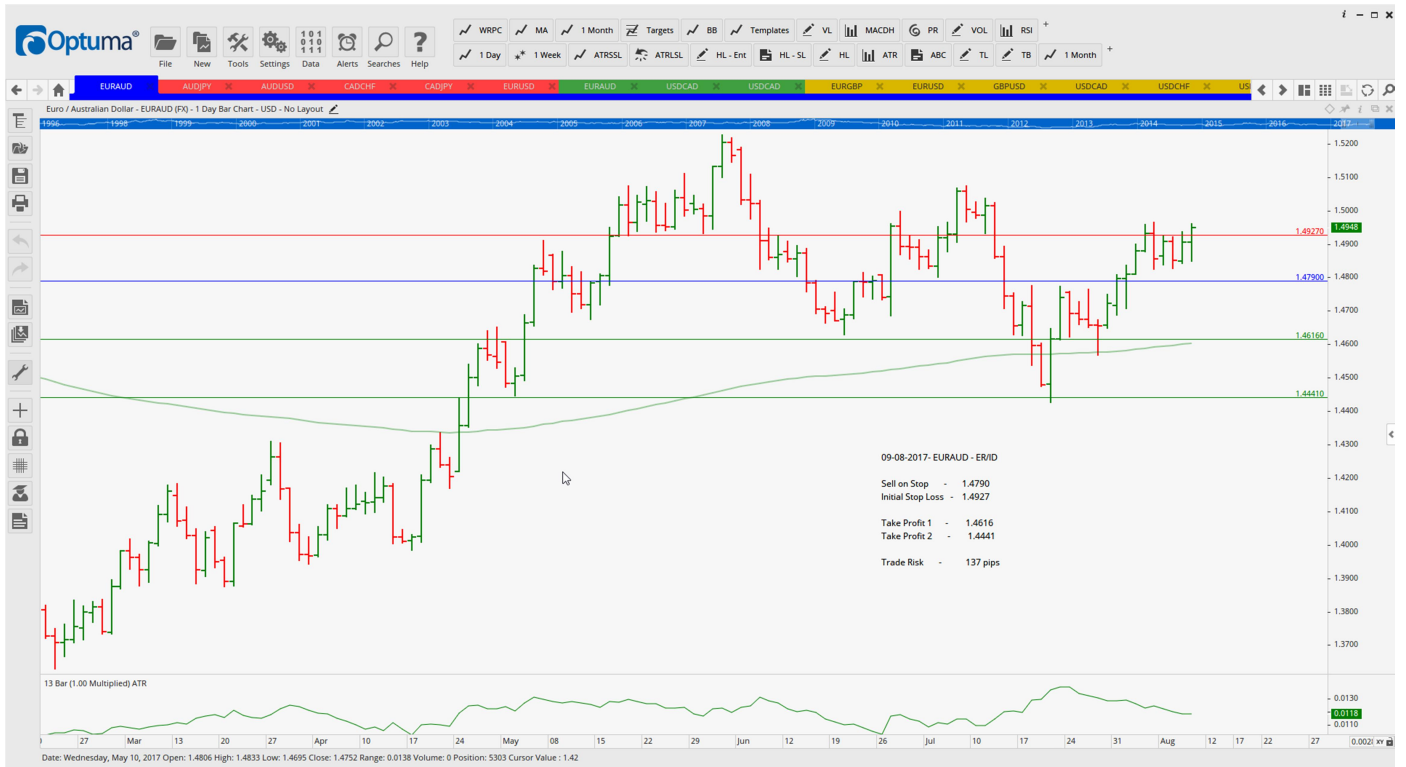 i
Optuma®
File New Tools Settings Data Alerts Searches Help
WRPC MA 1 Month Targets BB Templates VL MACDH PR VOL RSI +
1 Day 1 Week ATRSSL ATRLSL HL - Ent HL - SL HL ATR ABC TL TB 1 Month +
EURAUD AUDJPY AUDUSD CADCHF CADJPY EURUSD EURAUD USDCAD USDCAD EURGBP EURUSD GBPUSD USDCAD USDCHF
Euro / Australian Dollar - EURAUD (FX) - 1 Day Bar Chart - USD - No Layout
1996 1998 1999 2000 2001 2002 2003 2004 2005 2006 2007 2008 2009 2010 2011 2012 2013 2014 2015 2016 2017
1.5200
1.5100
1.5000
1.4948
1.49270
1.4900
1.47900
1.4800
1.4700
1.46160
1.4600
1.4500
1.44410
1.4400
1.4300
09-08-2017- EURAUD - ER/ID
1.4200
Sell on Stop - 1.4790
Initial Stop Loss - 1.4927
1.4100
Take Profit 1 - 1.4616
Take Profit 2 - 1.4441
1.4000
Trade Risk - 137 pips
1.3900
1.3800
1.3700
13 Bar (1.00 Multiplied) ATR
0.0130
0.0118
0.0110
27 Mar 13 20 27 Apr 10 17 24 May 08 15 22 29 Jun 12 19 26 Jul 10 17 24 31 Aug 12 17 22 27 XY
Date: Wednesday, May 10, 2017 Open: 1.4806 High: 1.4833 Low: 1.4695 Close: 1.4752 Range: 0.0138 Volume: 0 Position: 5303 Cursor Value : 1.42